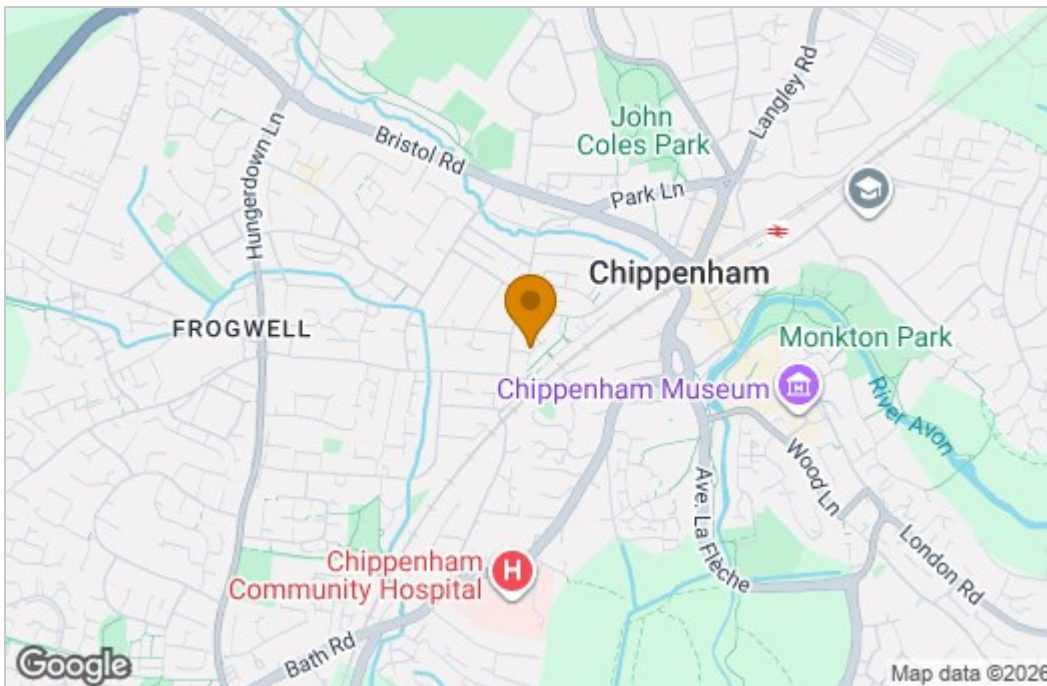 Hungerdown Ln
Bristol Rd
John
Coles Park
Langley Rd
Park Ln
Chippenham
FROGWELL
Monkton Park
Chippenham Museum
River Avon
Wood Ln
Ave. La Flèche
London Rd
Chippenham
Community Hospital
H
Bath Rd
Google
Map data ©2026